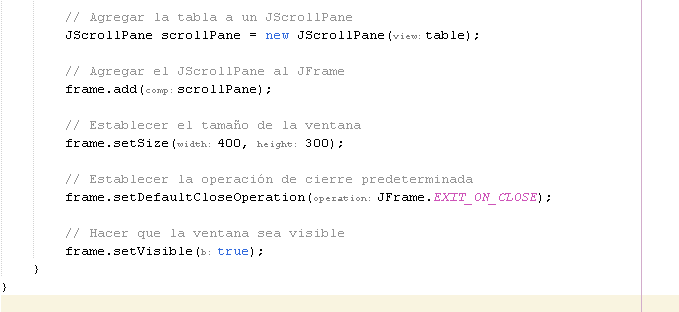 // Agregar la tabla a un JScrollPane
JScrollPane scrollPane = new JScrollPane(view: table);
// Agregar el JScrollPane al JFrame
frame.add(comp: scrollPane);
// Establecer el tamaño de la ventana
frame.setSize(width: 400, height: 300);
// Establecer la operación de cierre predeterminada
frame.setDefaultCloseOperation(operation: JFrame.EXIT_ON_CLOSE);
// Hacer que la ventana sea visible
frame.setVisible(b: true);
}
}